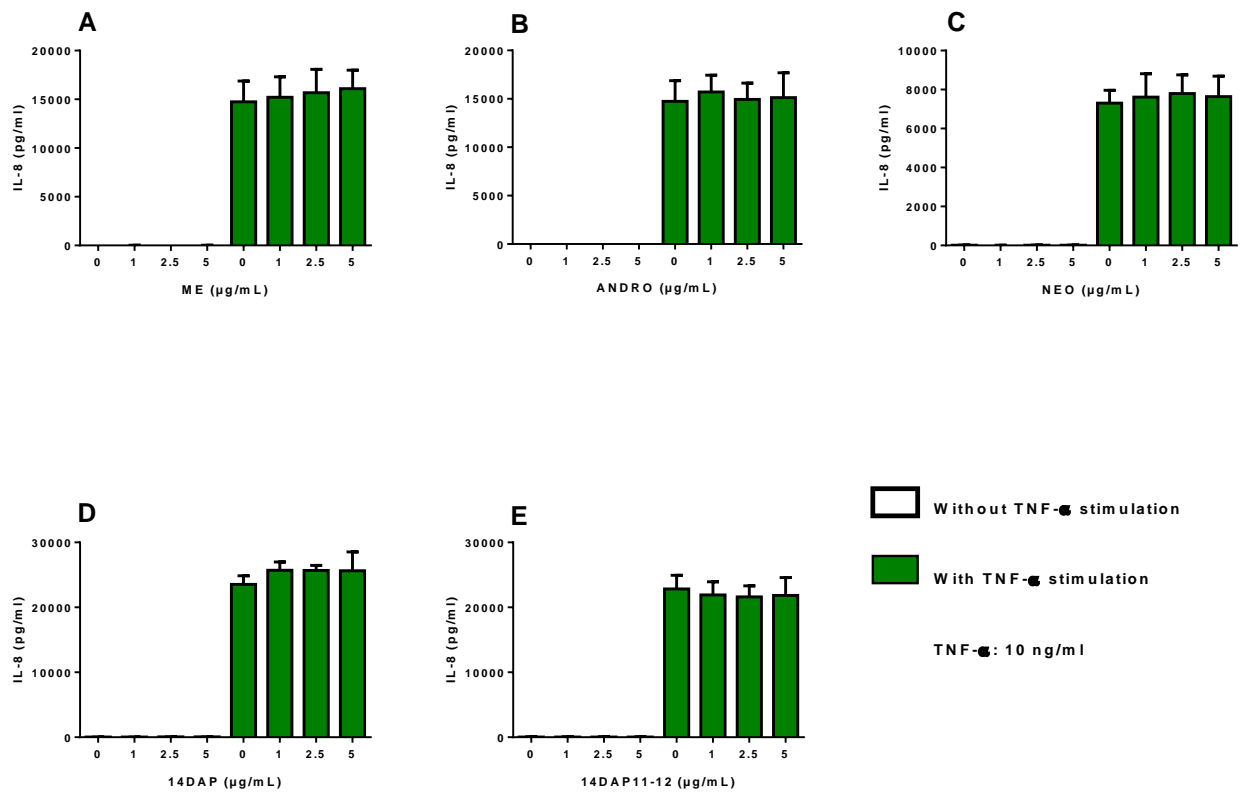 A
20000
15000
10000
5000
0
IL-8 (pg/ml)
0 1 2.5 5 0 1 2.5 5
ME (µg/mL)
B
20000
15000
10000
5000
0
IL-8 (pg/ml)
0 1 2.5 5 0 1 2.5 5
ANDRO (µg/mL)
C
10000
8000
6000
4000
2000
0
IL-8 (pg/ml)
0 1 2.5 5 0 1 2.5 5
NEO (µg/mL)
D
30000
20000
10000
0
IL-8 (pg/ml)
0 1 2.5 5 0 1 2.5 5
14DAP (µg/mL)
E
30000
20000
10000
0
IL-8 (pg/ml)
0 1 2.5 5 0 1 2.5 5
14DAP11-12 (µg/mL)
Without TNF-α stimulation
With TNF-α stimulation
TNF-α: 10 ng/ml